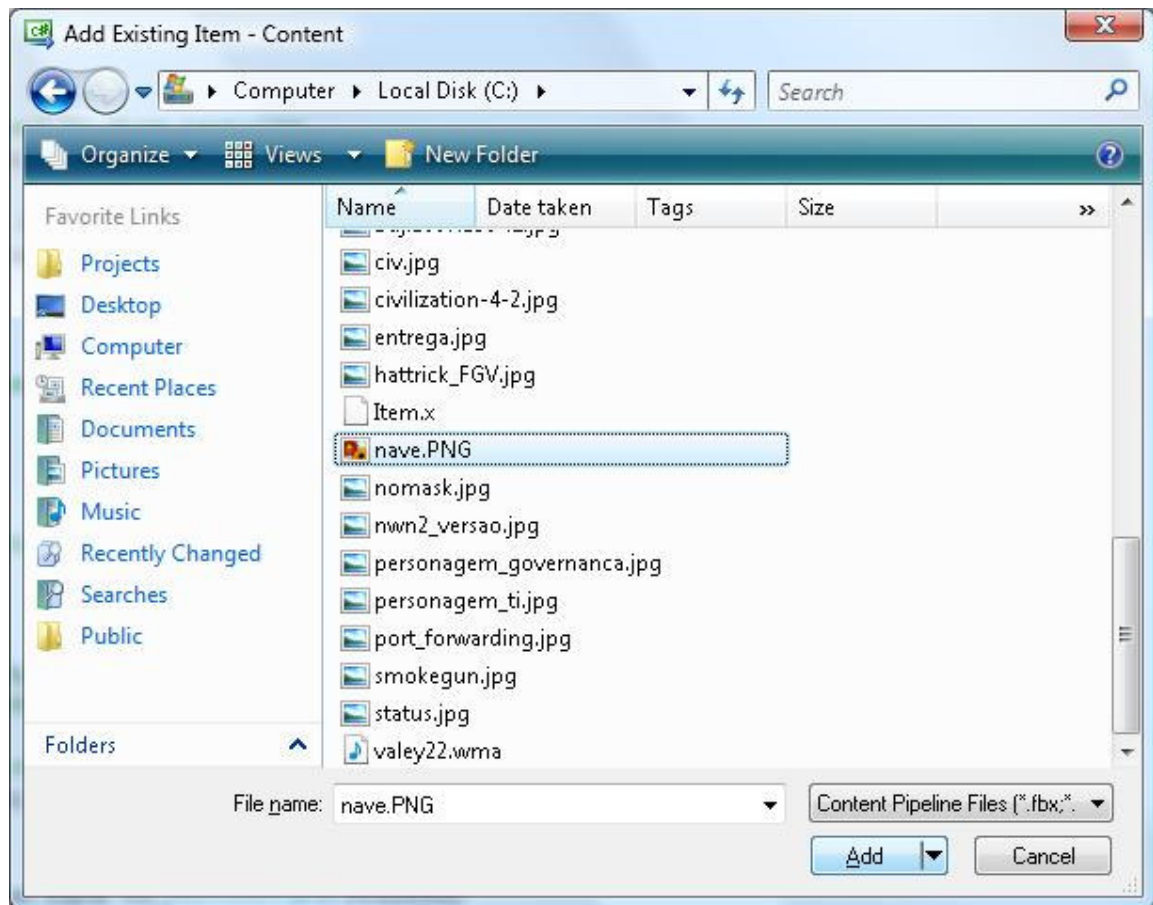 Add Existing Item - Content
Computer Local Disk (C:) Search
Organize Views New Folder
Favorite Links
Projects
Desktop
Computer
Recent Places
Documents
Pictures
Music
Recently Changed
Searches
Public
Folders
Name Date taken Tags Size »
civ.jpg
civilization-4-2.jpg
entrega.jpg
hattrick_FGV.jpg
Item.x
nave.PNG
nomask.jpg
nwn2_versao.jpg
personagem_governanca.jpg
personagem_ti.jpg
port_forwarding.jpg
smokegun.jpg
status.jpg
valey22.wma
File name: nave.PNG Content Pipeline Files (*.fbx;*.
Add Cancel